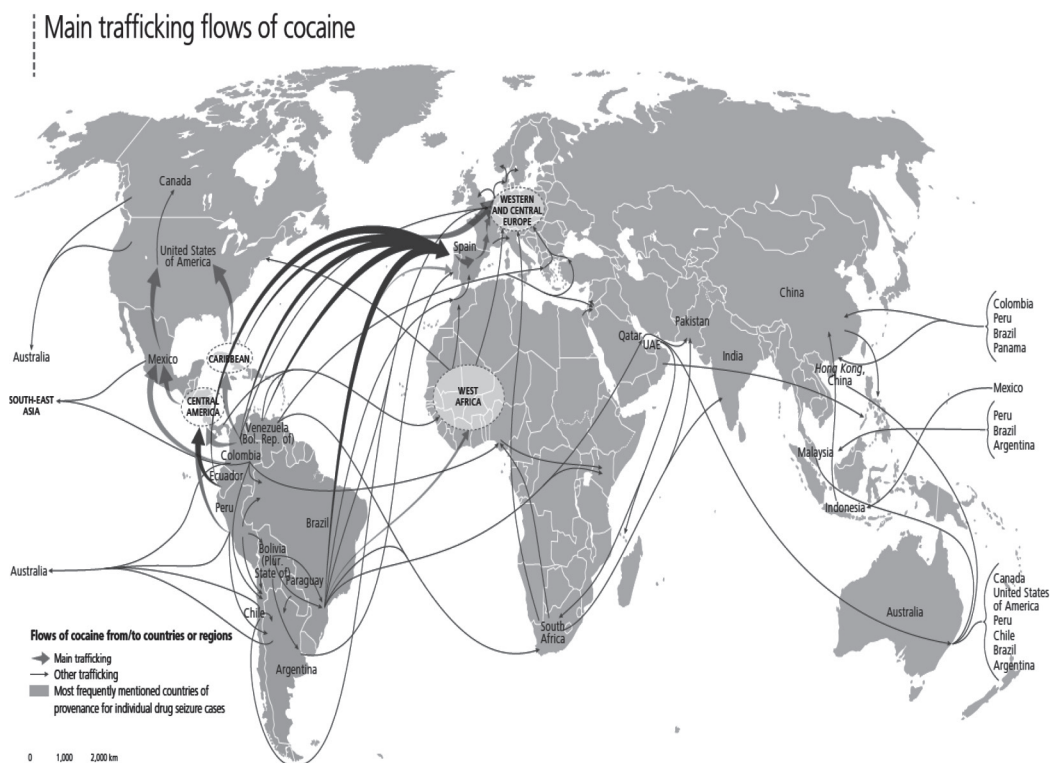 Main trafficking flows of cocaine
Canada
United States
of America
Australia
Mexico
CARIBBEAN
SOUTH-EAST
ASIA
CENTRAL
AMERICA
Venezuela
(Bol. Rep. of)
Colombia
Ecuador
Peru
Brazil
Bolivia
(Plur.
State of)
Paraguay
Australia
Chile
Argentina
WESTERN
AND CENTRAL
EUROPE
Spain
WEST
AFRICA
South
Africa
Qatar
UAE
Pakistan
India
China
Hong Kong,
China
Malaysia
Indonesia
Australia
Colombia
Peru
Brazil
Panama
Mexico
Peru
Brazil
Argentina
Canada
United States
of America
Peru
Chile
Brazil
Argentina
Flows of cocaine from/to countries or regions
Main trafficking
Other trafficking
Most frequently mentioned countries of
provenance for individual drug seizure cases
0 1,000 2,000 km